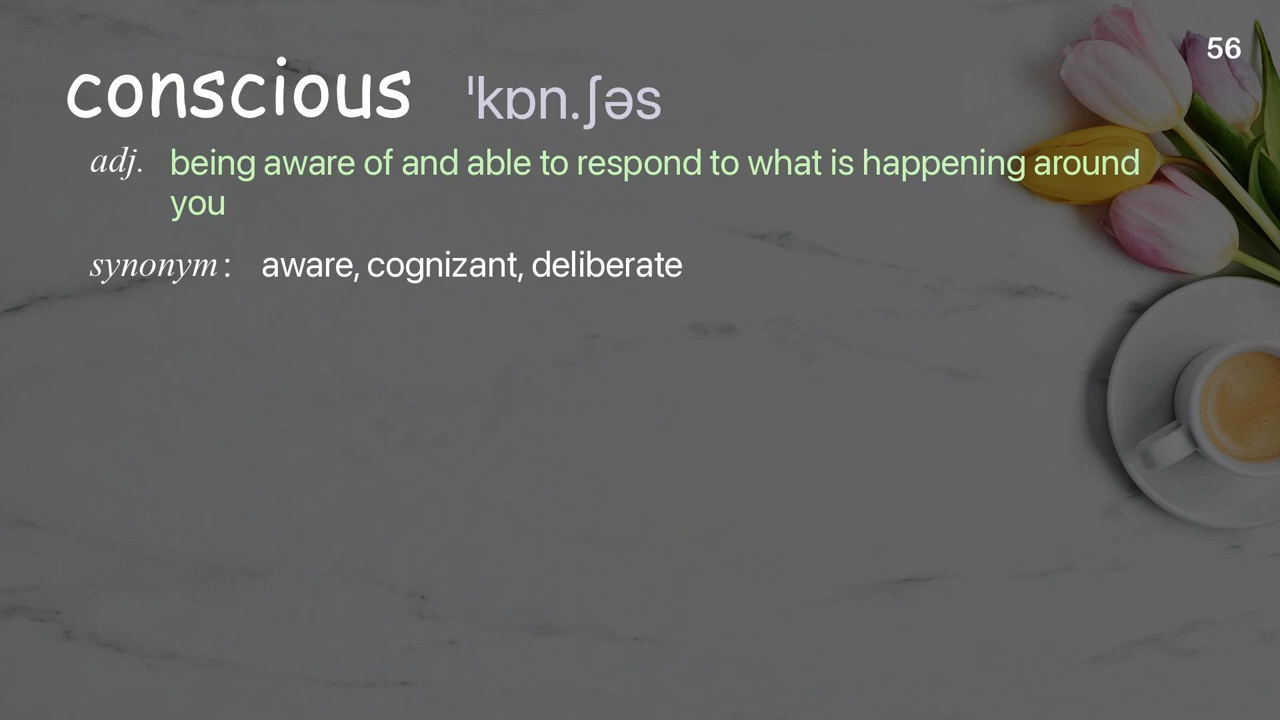 56
conscious ˈkɒn.ʃəs
adj. being aware of and able to respond to what is happening around
you
synonym: aware, cognizant, deliberate